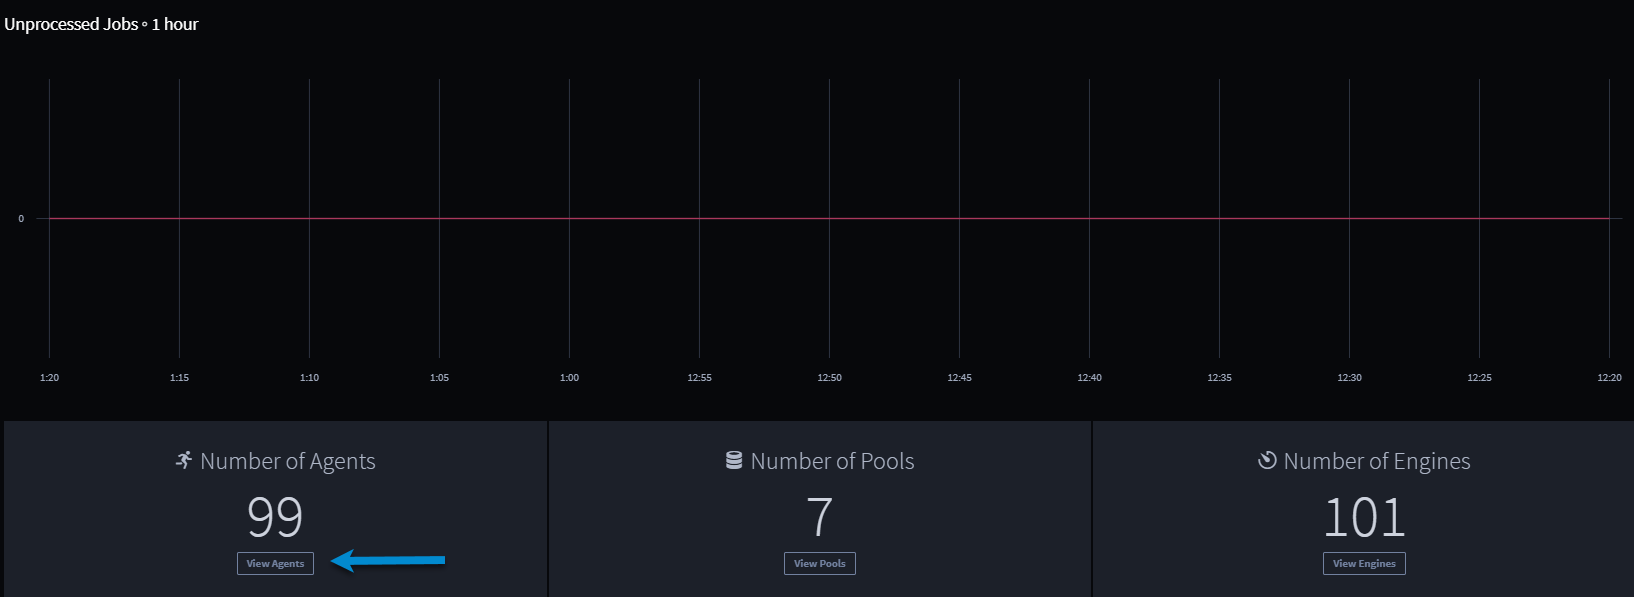 Unprocessed Jobs ∘ 1 hour
0
1:20 1:15 1:10 1:05 1:00 12:55 12:50 12:45 12:40 12:35 12:30 12:25 12:20
Number of Agents
99
View Agents
Number of Pools
7
View Pools
Number of Engines
101
View Engines